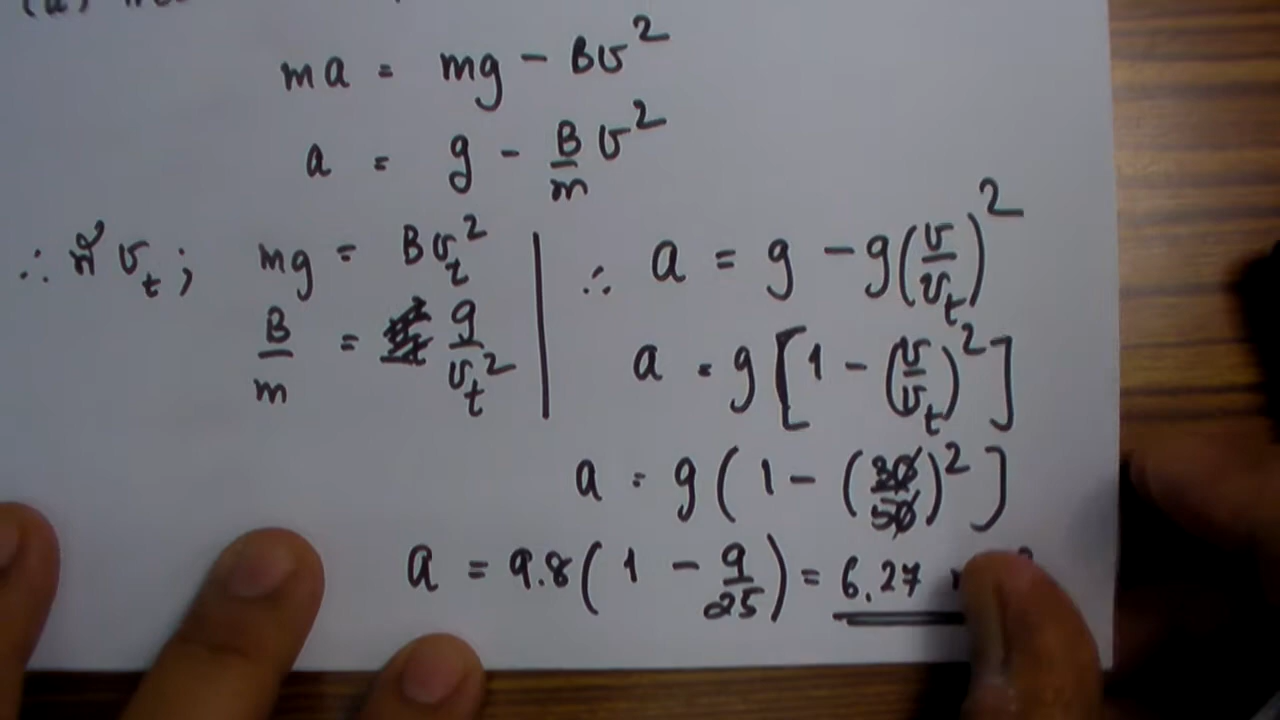 (a)
ma = mg - Bv²
a = g - B/m v²
∴ ที่ v_t ; mg = Bv_t²
B/m = g/v_t²
∴ a = g - g(v/v_t)²
a = g[1 - (v/v_t)²]
a = g(1 - (30/50)²]
a = 9.8(1 - 9/25) = 6.27